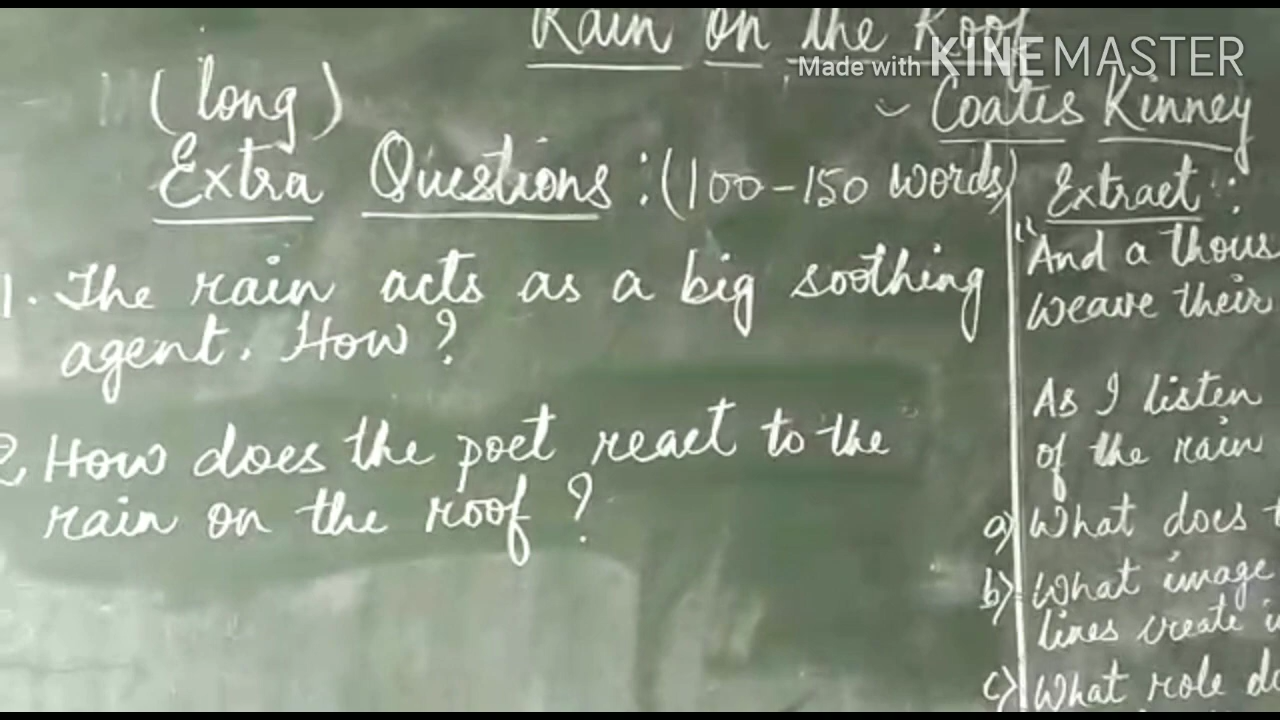 Rain on the Roof
Made with KINEMASTER
- Coates Kinney
(long)
Extra Questions : (100-150 words)
1. The rain acts as a big soothing
agent. How ?
2. How does the poet react to the
rain on the roof ?
Extract :
"And a thous
weave their
As I listen
of the rain
a) What does t
b) What image
lines create i
c) What role do